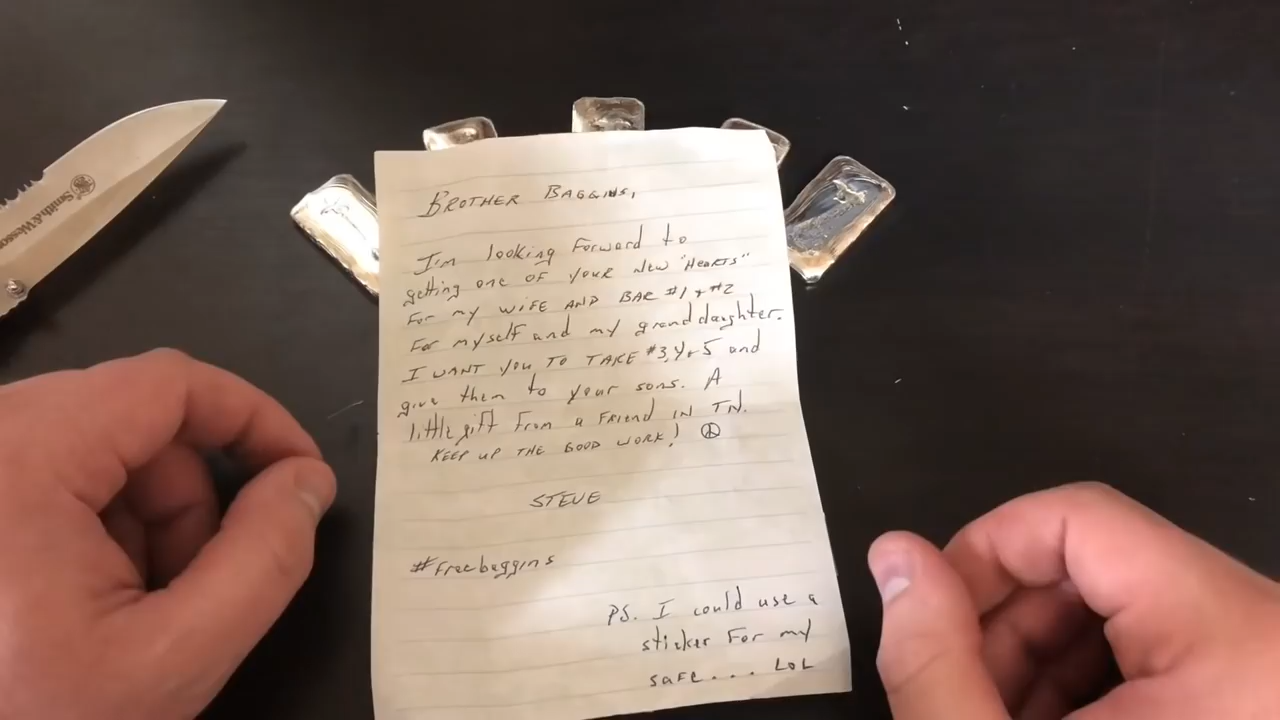 Smith & Wesson
BROTHER BAGGINS,
I'm looking Forward to
getting one of your new "HEARTS"
For my wife AND BAR #1 + #2
For myself and my granddaughter.
I WANT You TO TAKE #3, 4 + 5 and
give them to your sons. A
little gift From a Friend IN TN.
KEEP UP THE GOOD WORK! ☮
STEVE
#freebaggins
PS. I could use a
sticker For my
safe... LoL